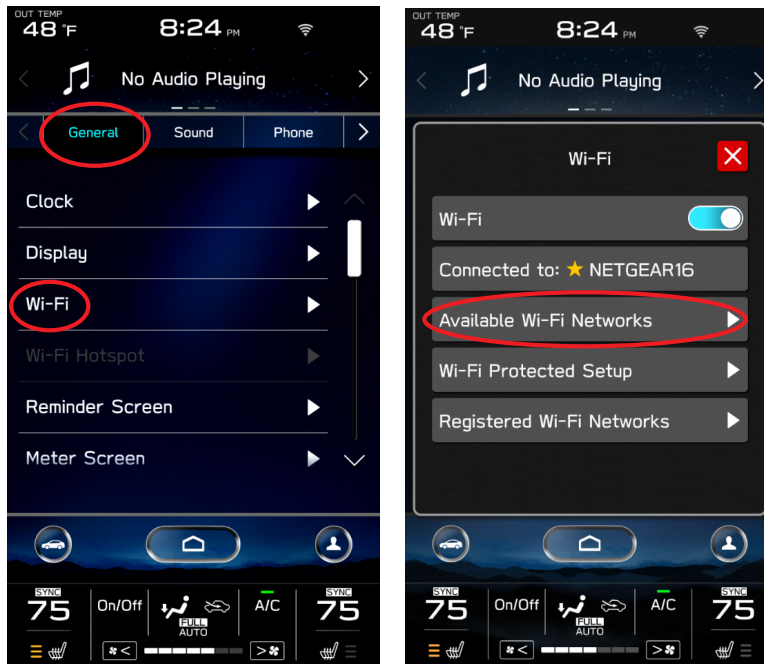 OUT TEMP
48 °F
8:24 PM
No Audio Playing
General
Sound
Phone
Clock
Display
Wi-Fi
Wi-Fi Hotspot
Reminder Screen
Meter Screen
SYNC
75
On/Off
FULL
AUTO
A/C
SYNC
75
OUT TEMP
48 °F
8:24 PM
No Audio Playing
Wi-Fi
Wi-Fi
Connected to: ★ NETGEAR16
Available Wi-Fi Networks
Wi-Fi Protected Setup
Registered Wi-Fi Networks
SYNC
75
On/Off
FULL
AUTO
A/C
SYNC
75